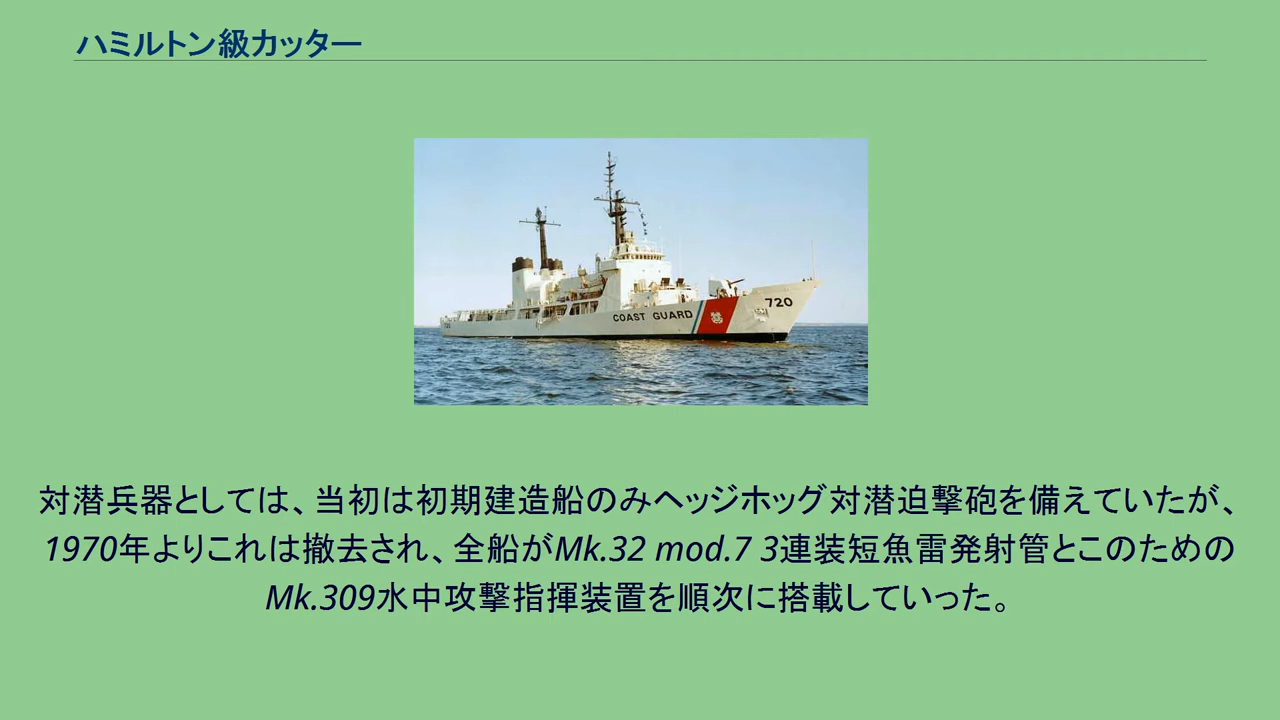 ハミルトン級カッター
COAST GUARD
720
対潜兵器としては、当初は初期建造船のみヘッジホッグ対潜迫撃砲を備えていたが、
1970年よりこれは撤去され、全船がMk.32 mod.7 3連装短魚雷発射管とこのための
Mk.309水中攻撃指揮装置を順次に搭載していった。